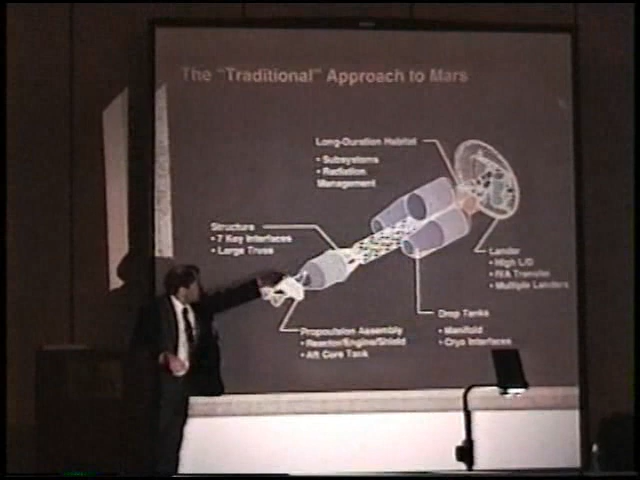 The "Traditional" Approach to Mars
Long-Duration Habitat
• Subsystems
• Radiation
Management
Structure
• 7 Key Interfaces
• Large Truss
Lander
• High L/D
• IVA Transfer
• Multiple Landers
Drop Tanks
• Manifold
• Cryo Interfaces
Propulsion Assembly
• Reactor/Engine/Shield
• Aft Core Tank